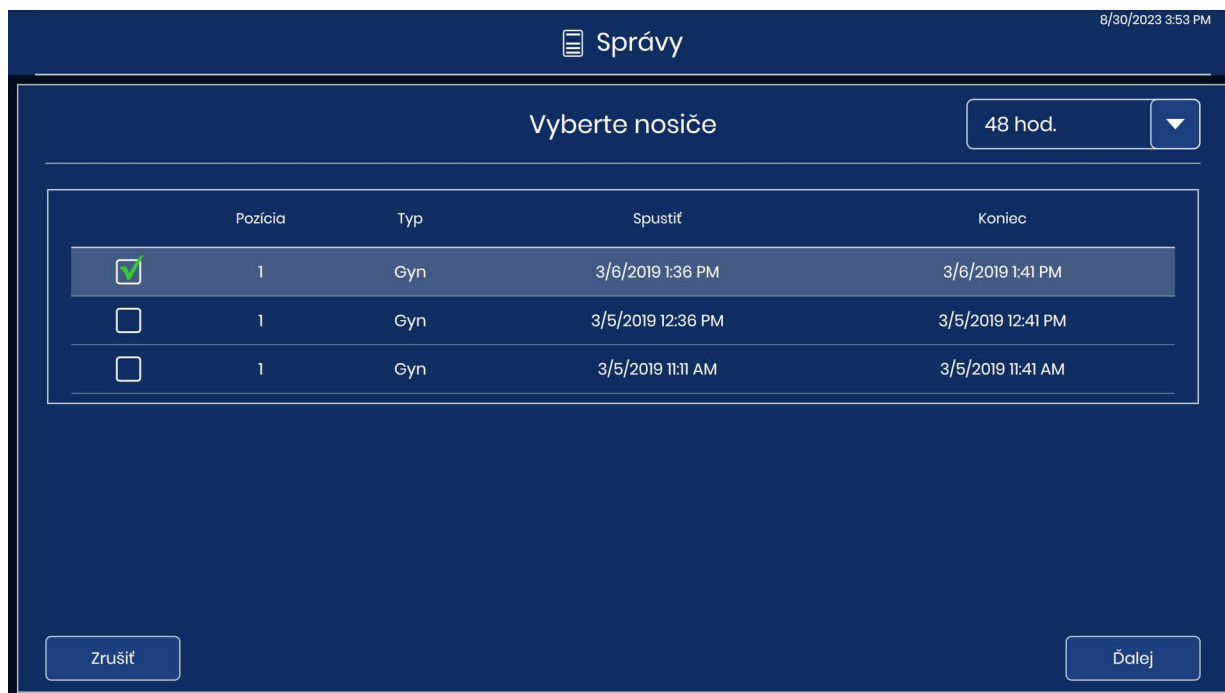 8/30/2023 3:53 PM
Správy
Vyberte nosiče
48 hod.
Pozícia Typ Spustiť Koniec
1 Gyn 3/6/2019 1:36 PM 3/6/2019 1:41 PM
1 Gyn 3/5/2019 12:36 PM 3/5/2019 12:41 PM
1 Gyn 3/5/2019 11:11 AM 3/5/2019 11:41 AM
Zrušiť Ďalej